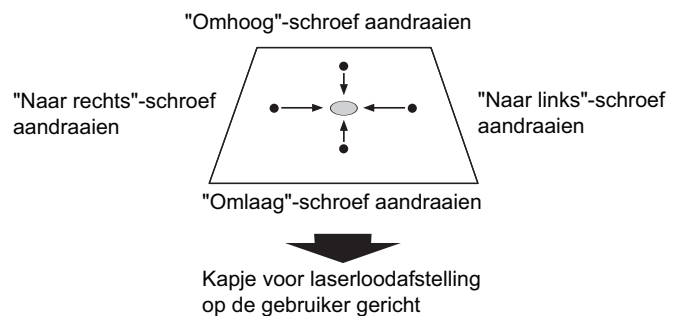 "Omhoog"-schroef aandraaien
"Naar rechts"-schroef
aandraaien
"Naar links"-schroef
aandraaien
"Omlaag"-schroef aandraaien
Kapje voor laserloodafstelling
op de gebruiker gericht